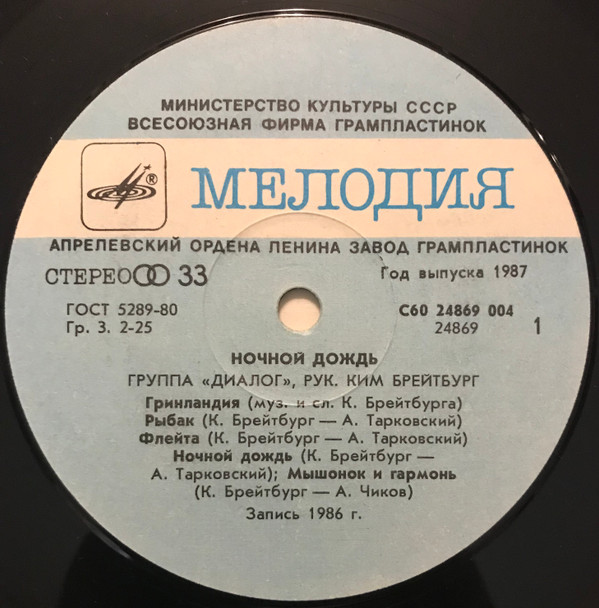 МИНИСТЕРСТВО КУЛЬТУРЫ СССР
ВСЕСОЮЗНАЯ ФИРМА ГРАМПЛАСТИНОК
® МЕЛОДИЯ
АПРЕЛЕВСКИЙ ОРДЕНА ЛЕНИНА ЗАВОД ГРАМПЛАСТИНОК
СТЕРЕО 33 Год выпуска 1987
ГОСТ 5289-80 С60 24869 004
Гр. 3. 2-25 24869 1
НОЧНОЙ ДОЖДЬ
ГРУППА «ДИАЛОГ», РУК. КИМ БРЕЙТБУРГ
Гринландия (муз. и сл. К. Брейтбурга)
Рыбак (К. Брейтбург — А. Тарковский)
Флейта (К. Брейтбург — А. Тарковский)
Ночной дождь (К. Брейтбург —
А. Тарковский); Мышонок и гармонь
(К. Брейтбург — А. Чиков)
Запись 1986 г.